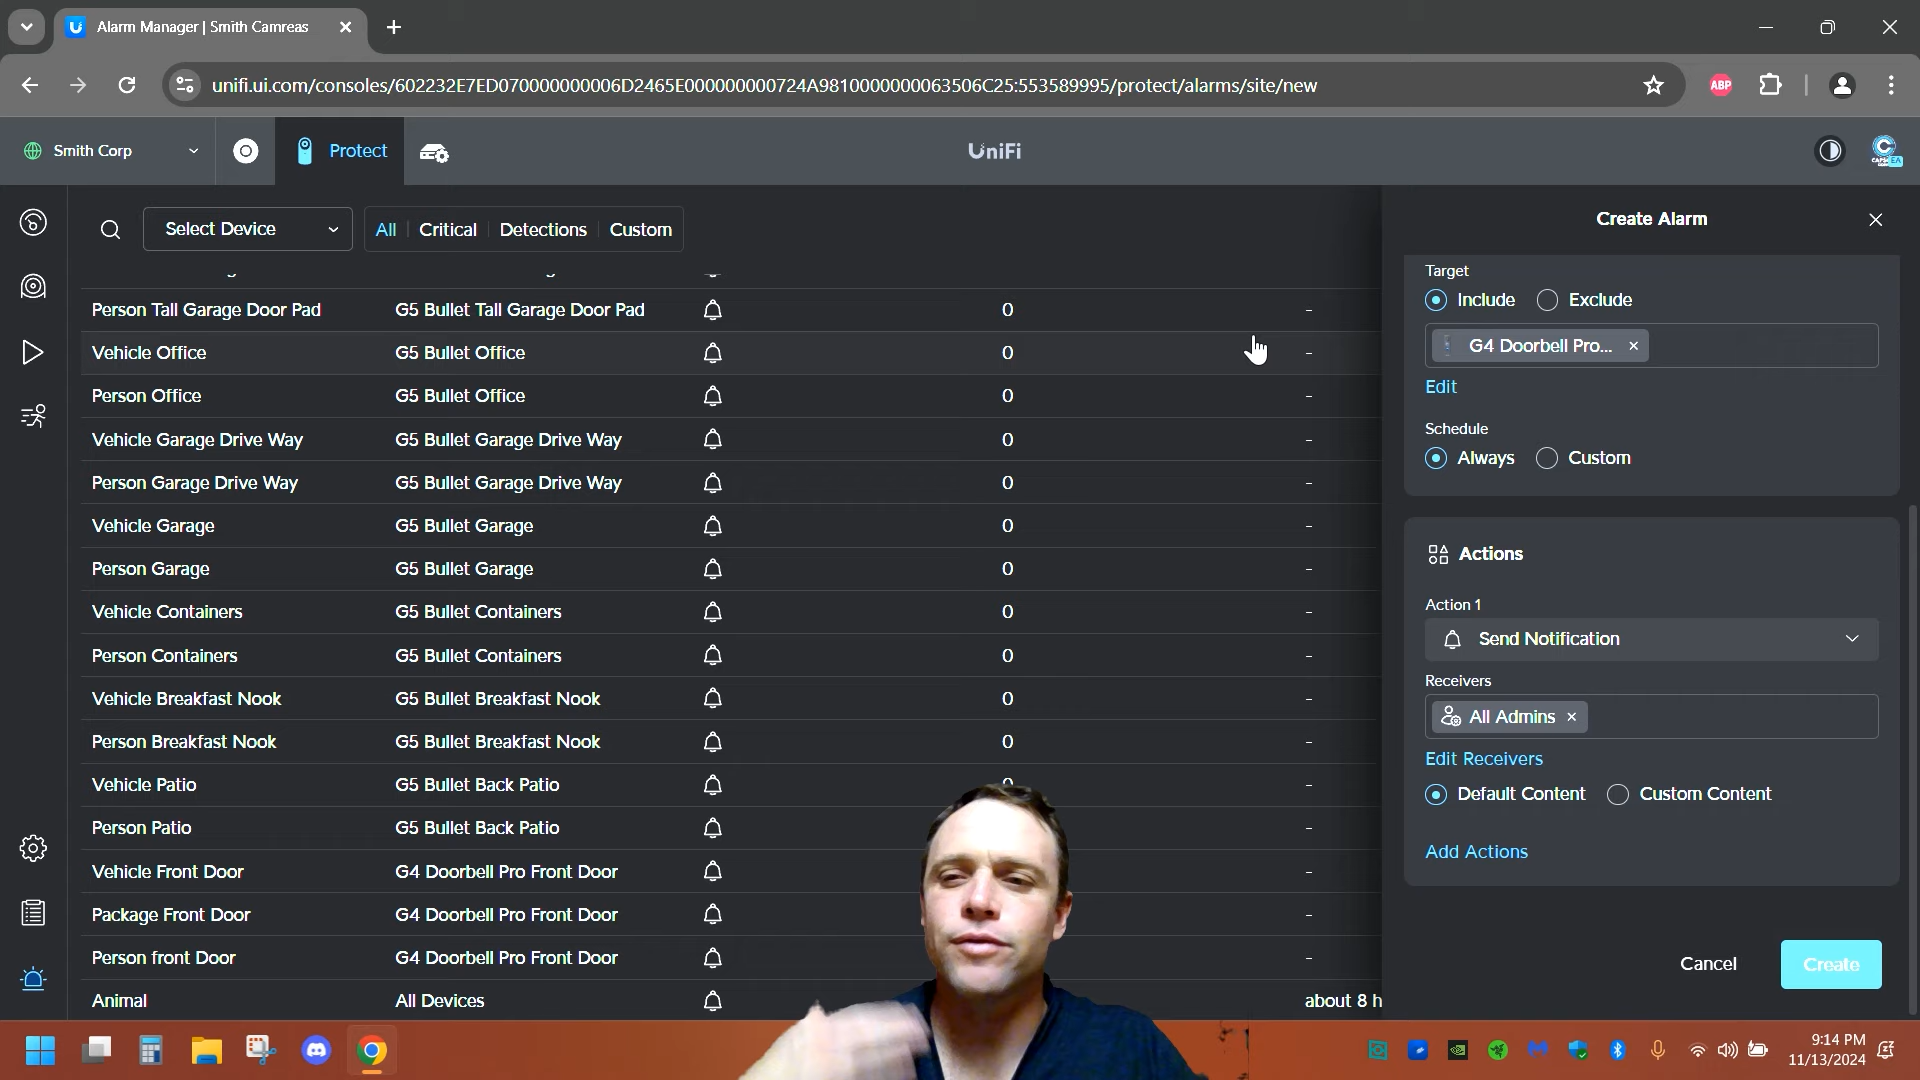 Alarm Manager | Smith Camreas
unifi.ui.com/consoles/602232E7ED070000000006D2465E000000000724A9810000000063506C25:553589995/protect/alarms/site/new
ABP
Smith Corp
Protect
UniFi
EA
Select Device
All
Critical
Detections
Custom
Person Tall Garage Door Pad G5 Bullet Tall Garage Door Pad 0 -
Vehicle Office G5 Bullet Office 0 -
Person Office G5 Bullet Office 0 -
Vehicle Garage Drive Way G5 Bullet Garage Drive Way 0 -
Person Garage Drive Way G5 Bullet Garage Drive Way 0 -
Vehicle Garage G5 Bullet Garage 0 -
Person Garage G5 Bullet Garage 0 -
Vehicle Containers G5 Bullet Containers 0 -
Person Containers G5 Bullet Containers 0 -
Vehicle Breakfast Nook G5 Bullet Breakfast Nook 0 -
Person Breakfast Nook G5 Bullet Breakfast Nook 0 -
Vehicle Patio G5 Bullet Back Patio 0 -
Person Patio G5 Bullet Back Patio -
Vehicle Front Door G4 Doorbell Pro Front Door -
Package Front Door G4 Doorbell Pro Front Door -
Person front Door G4 Doorbell Pro Front Door -
Animal All Devices about 8 h
Create Alarm
Target
Include Exclude
G4 Doorbell Pro...
Edit
Schedule
Always Custom
Actions
Action 1
Send Notification
Receivers
All Admins
Edit Receivers
Default Content Custom Content
Add Actions
Cancel Create
9:14 PM
11/13/2024